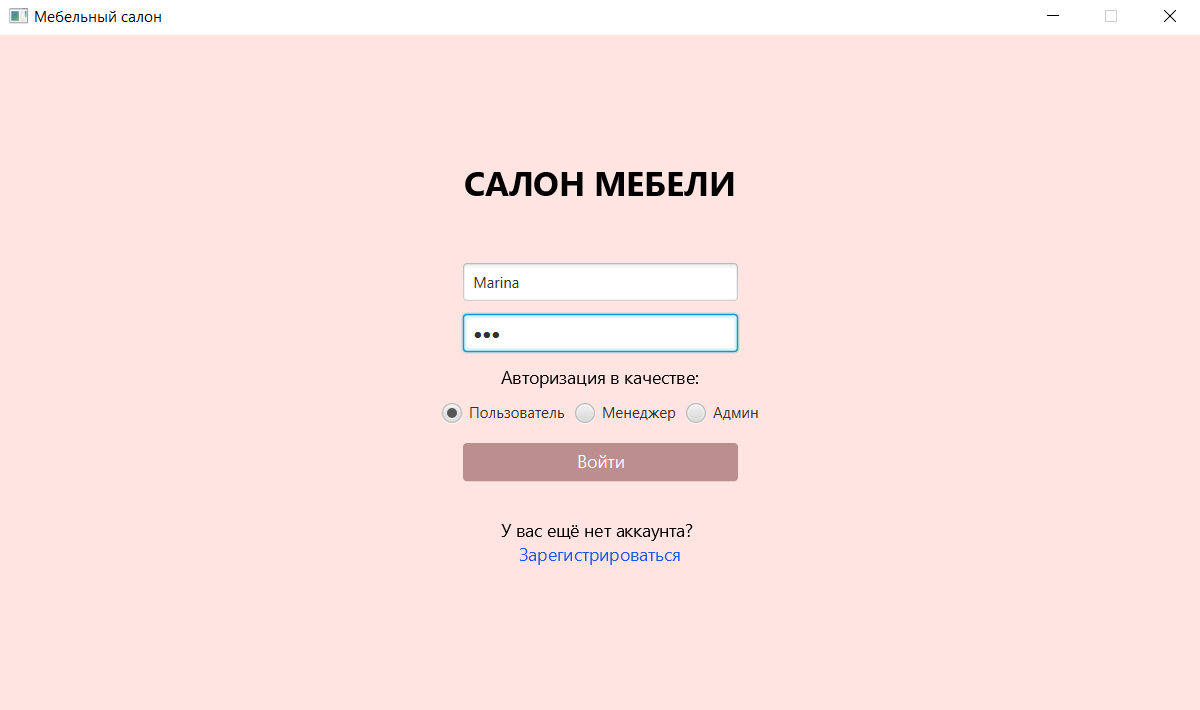 Мебельный салон
САЛОН МЕБЕЛИ
Marina
●●●
Авторизация в качестве:
Пользователь Менеджер Админ
Войти
У вас ещё нет аккаунта?
Зарегистрироваться